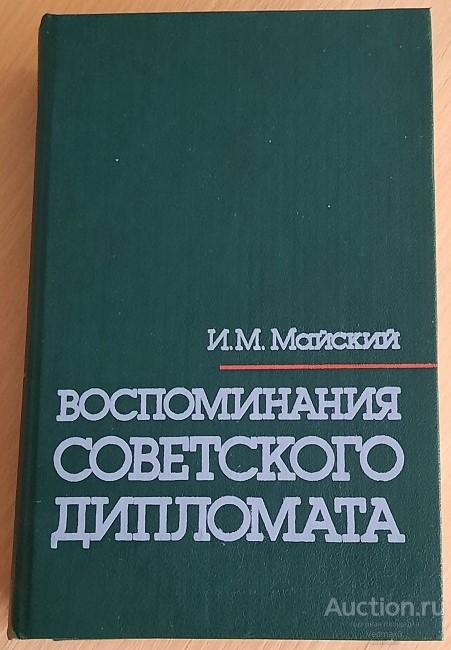 И.М. Майский
ВОСПОМИНАНИЯ
СОВЕТСКОГО
ДИПЛОМАТА
Auction.ru